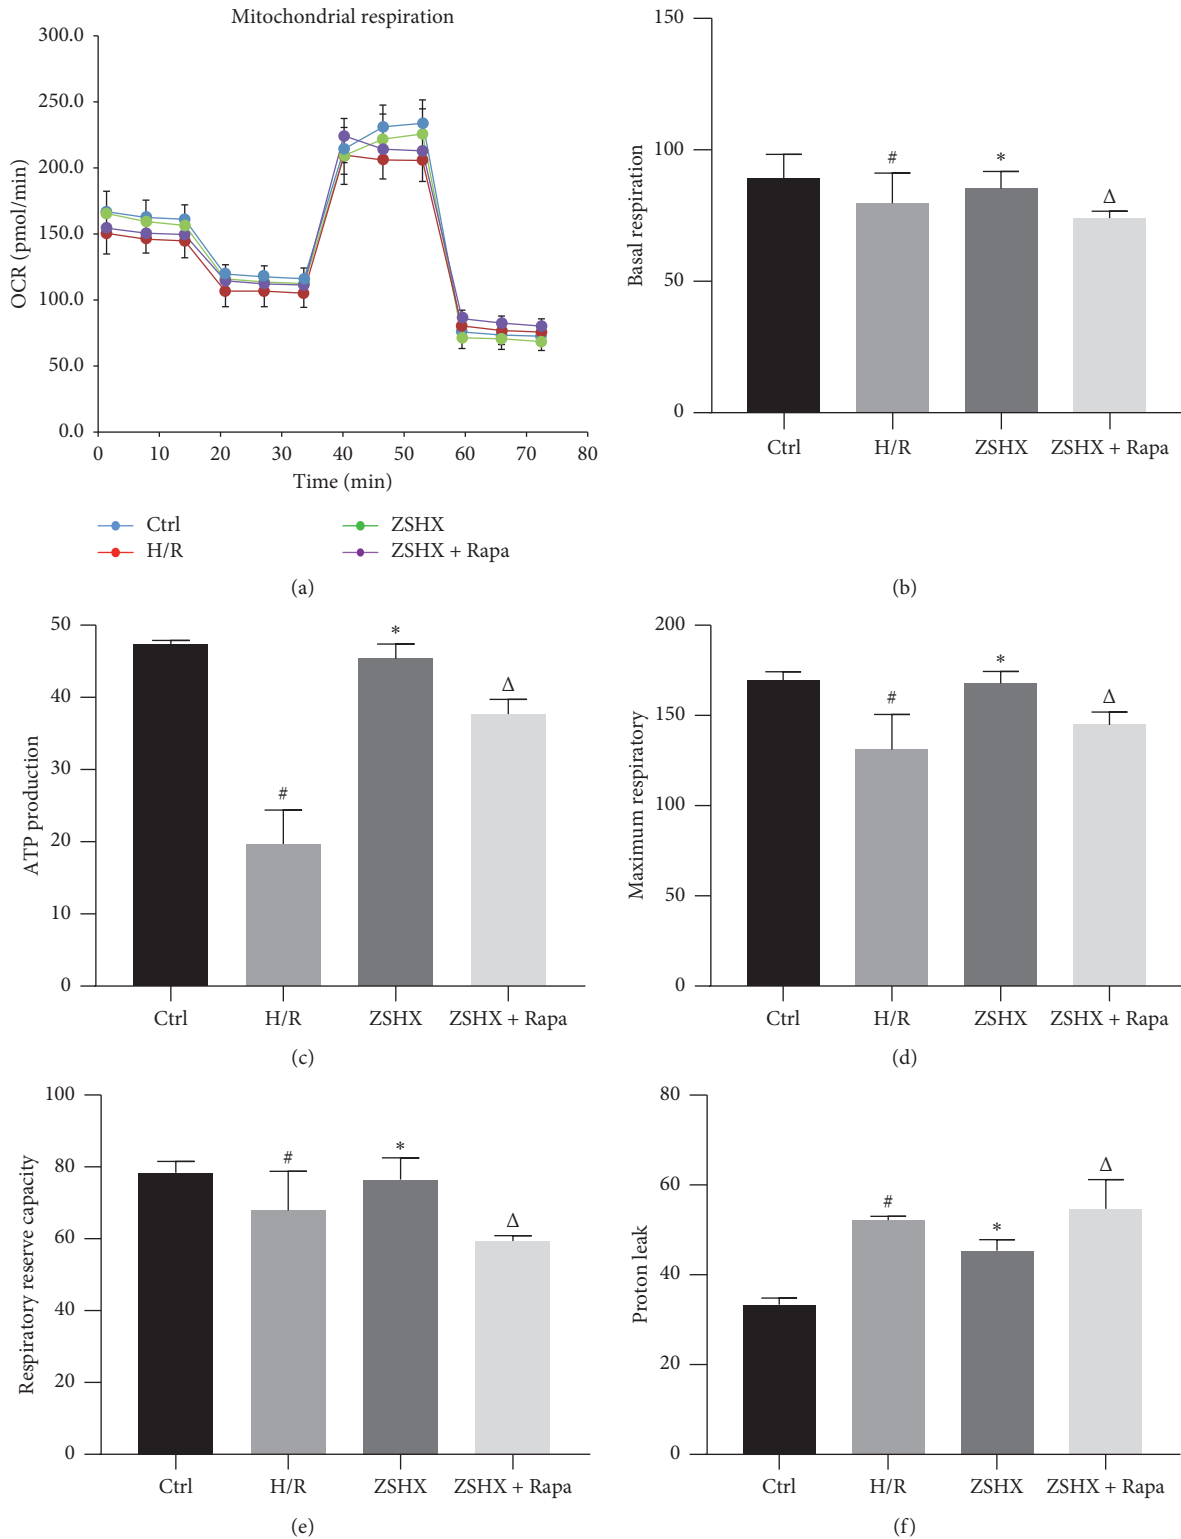 Mitochondrial respiration
300.0
250.0
200.0
150.0
100.0
50.0
0.0
OCR (pmol/min)
0 10 20 30 40 50 60 70 80
Time (min)
Ctrl
H/R
ZSHX
ZSHX + Rapa
(a)
150
100
50
0
Basal respiration
# * Δ
Ctrl H/R ZSHX ZSHX + Rapa
(b)
50
40
30
20
10
0
ATP production
# * Δ
Ctrl H/R ZSHX ZSHX + Rapa
(c)
200
150
100
50
0
Maximum respiratory
# * Δ
Ctrl H/R ZSHX ZSHX + Rapa
(d)
100
80
60
40
20
0
Respiratory reserve capacity
# * Δ
Ctrl H/R ZSHX ZSHX + Rapa
(e)
80
60
40
20
0
Proton leak
# * Δ
Ctrl H/R ZSHX ZSHX + Rapa
(f)